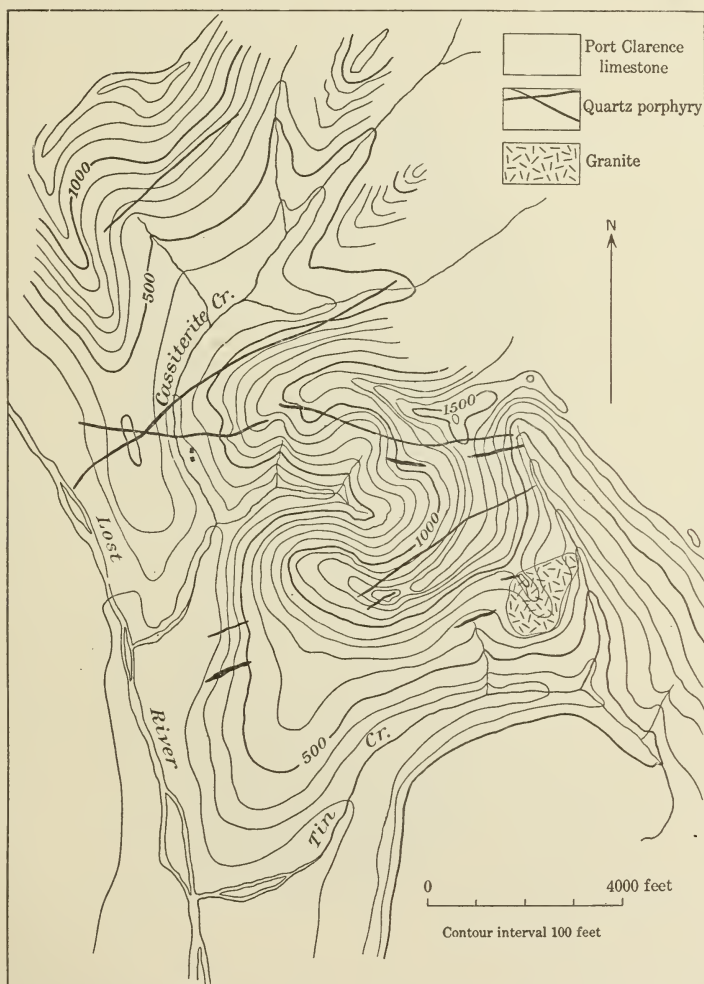 Port Clarence
limestone
Quartz porphyry
Granite
N
1000
500
Cassiterite Cr.
1500
Lost
1000
River
500
Cr.
Tin
0 4000 feet
Contour interval 100 feet